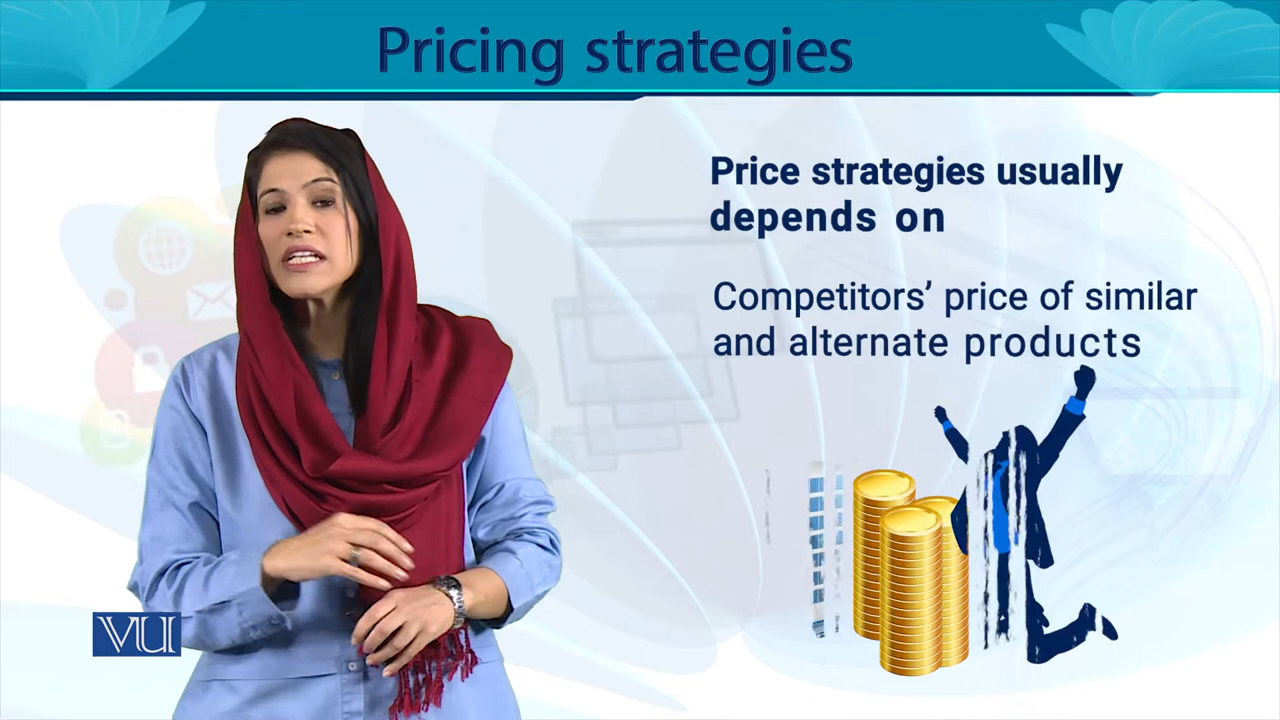 Pricing strategies
Price strategies usually
depends on
Competitors’ price of similar
and alternate products
VU